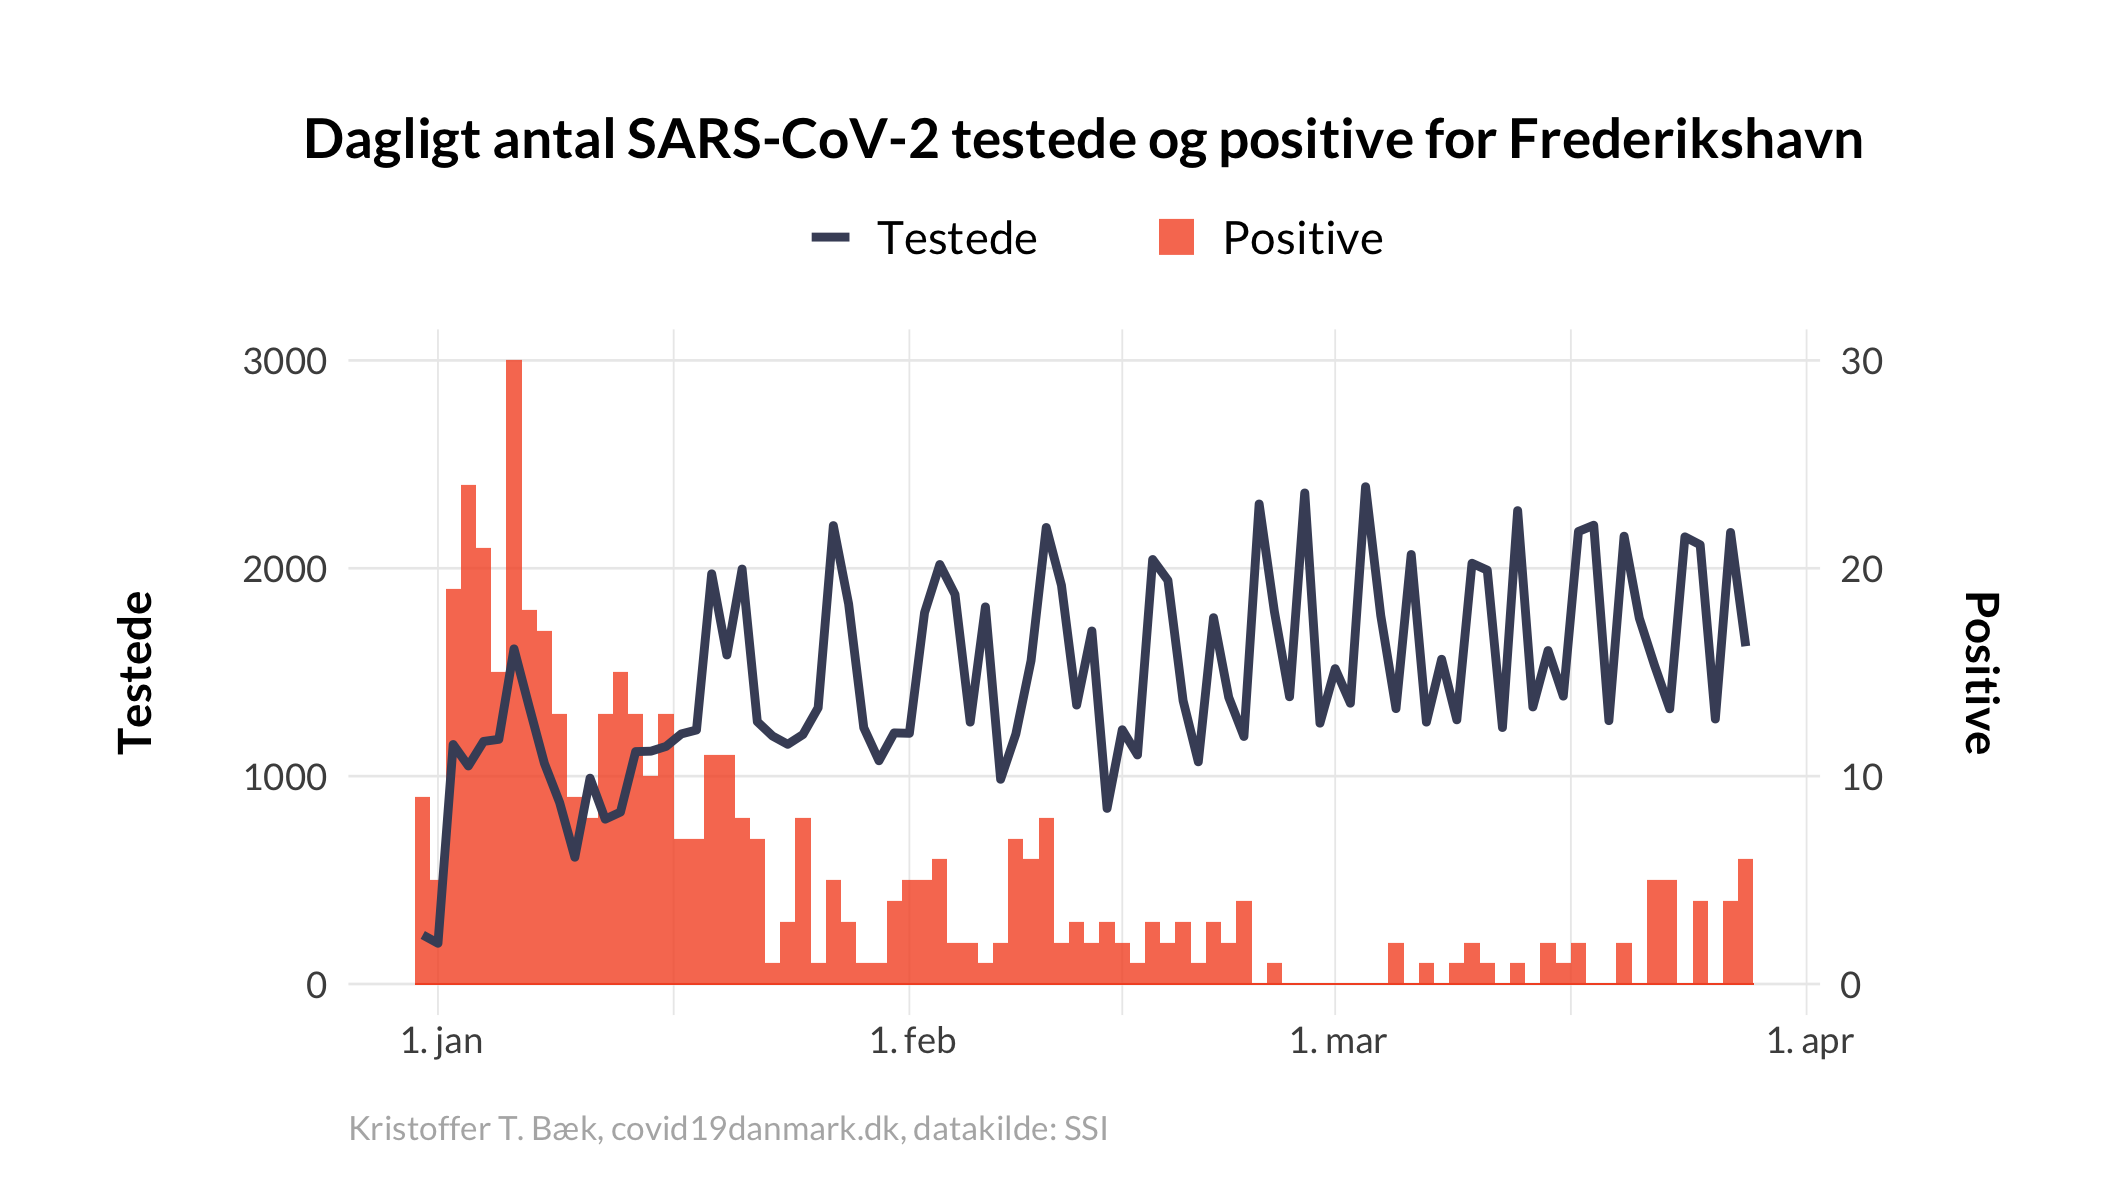 Dagligt antal SARS-CoV-2 testede og positive for Frederikshavn
Testede Positive
3000 30
2000 20
1000 10
0 0
Testede
Positive
1. jan 1. feb 1. mar 1. apr
Kristoffer T. Bæk, covid19danmark.dk, datakilde: SSI